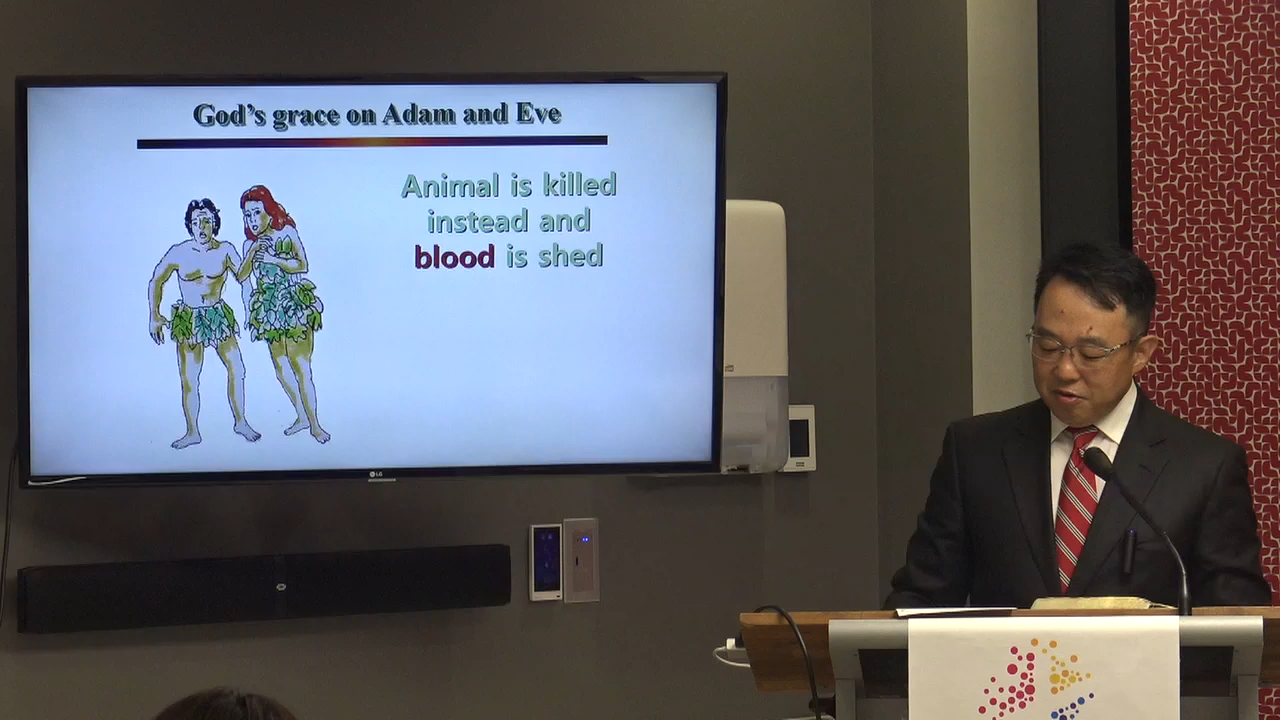 God's grace on Adam and Eve
Animal is killed
instead and
blood is shed
LG